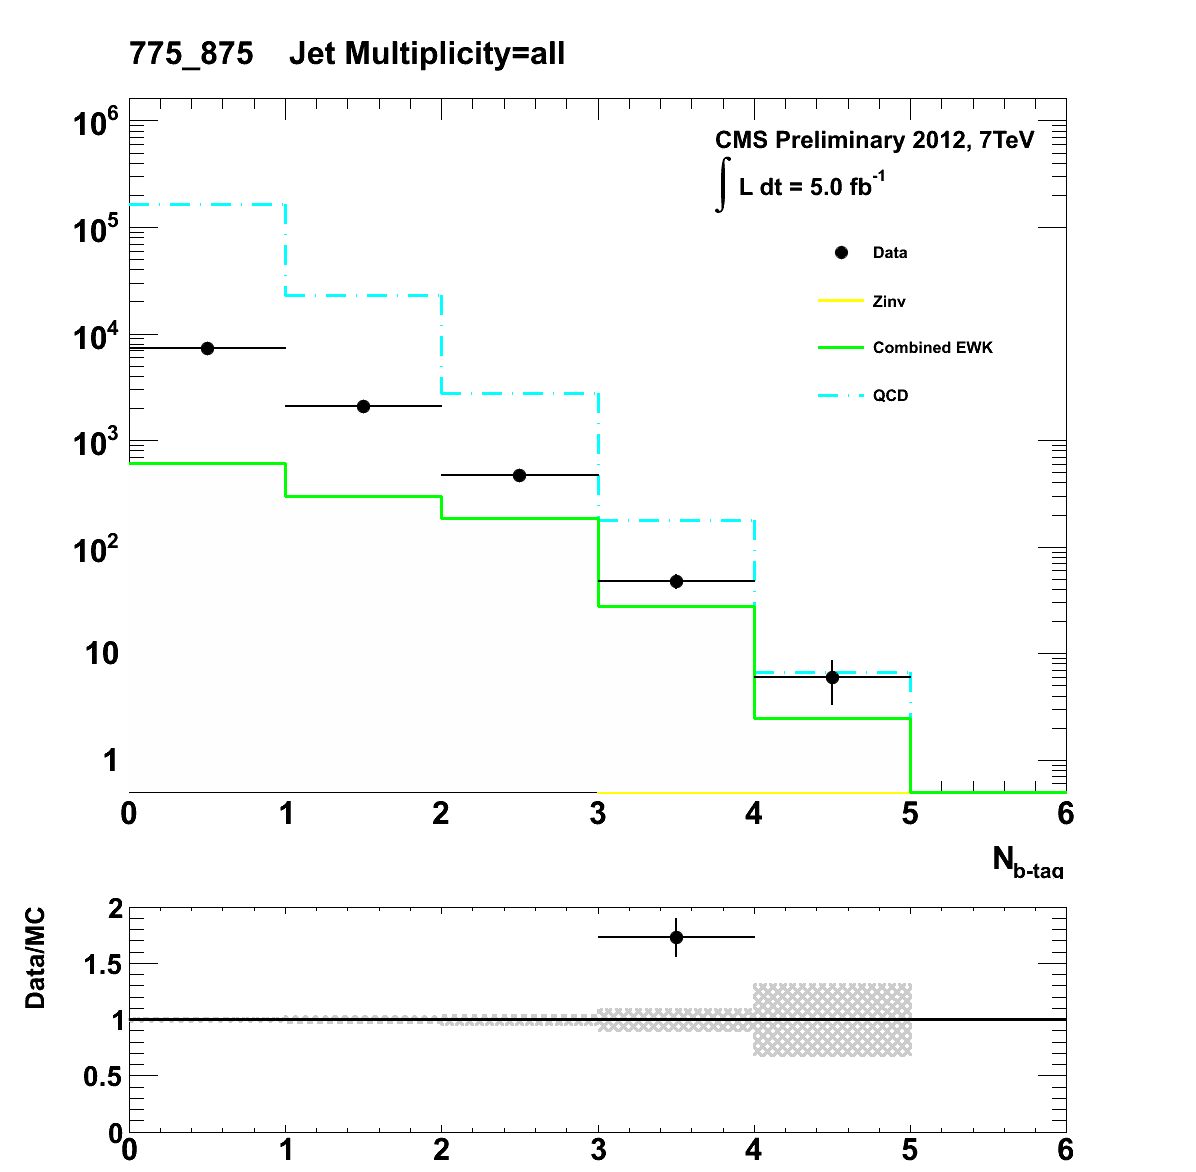 775_875 Jet Multiplicity=all
10^6
CMS Preliminary 2012, 7TeV
∫ L dt = 5.0 fb^-1
10^5
Data
Zinv
10^4
Combined EWK
QCD
10^3
10^2
10
1
0 1 2 3 4 5 6
N_b-tag
Data/MC
2
1.5
1
0.5
0
0 1 2 3 4 5 6